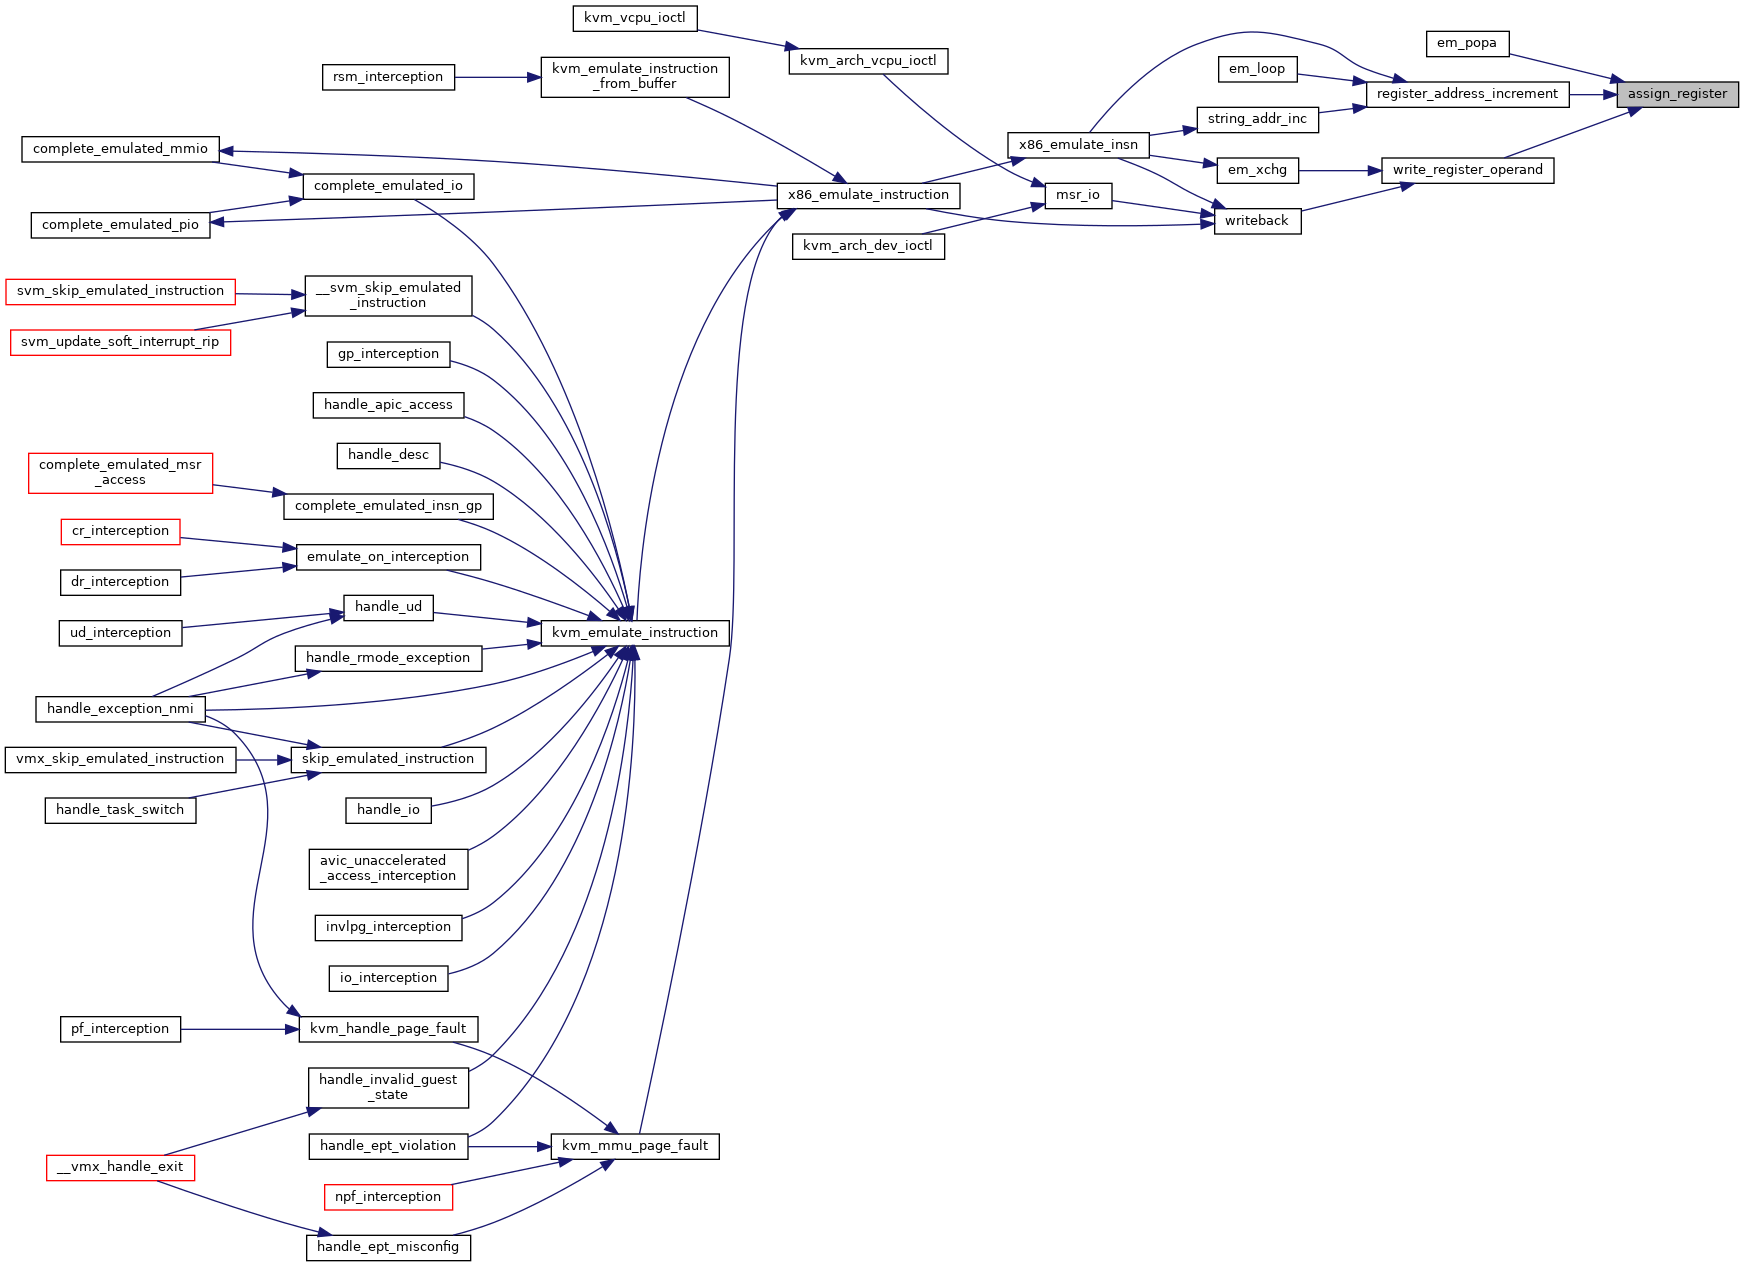 kvm_vcpu_ioctl
em_popa
kvm_arch_vcpu_ioctl
em_loop
rsm_interception
kvm_emulate_instruction
_from_buffer
register_address_increment
assign_register
string_addr_inc
complete_emulated_mmio
x86_emulate_insn
em_xchg
write_register_operand
complete_emulated_io
x86_emulate_instruction
msr_io
complete_emulated_pio
writeback
kvm_arch_dev_ioctl
svm_skip_emulated_instruction
__svm_skip_emulated
_instruction
svm_update_soft_interrupt_rip
gp_interception
handle_apic_access
handle_desc
complete_emulated_msr
_access
complete_emulated_insn_gp
cr_interception
emulate_on_interception
dr_interception
handle_ud
ud_interception
kvm_emulate_instruction
handle_rmode_exception
handle_exception_nmi
vmx_skip_emulated_instruction
skip_emulated_instruction
handle_task_switch
handle_io
avic_unaccelerated
_access_interception
invlpg_interception
io_interception
pf_interception
kvm_handle_page_fault
handle_invalid_guest
_state
handle_ept_violation
kvm_mmu_page_fault
__vmx_handle_exit
npf_interception
handle_ept_misconfig